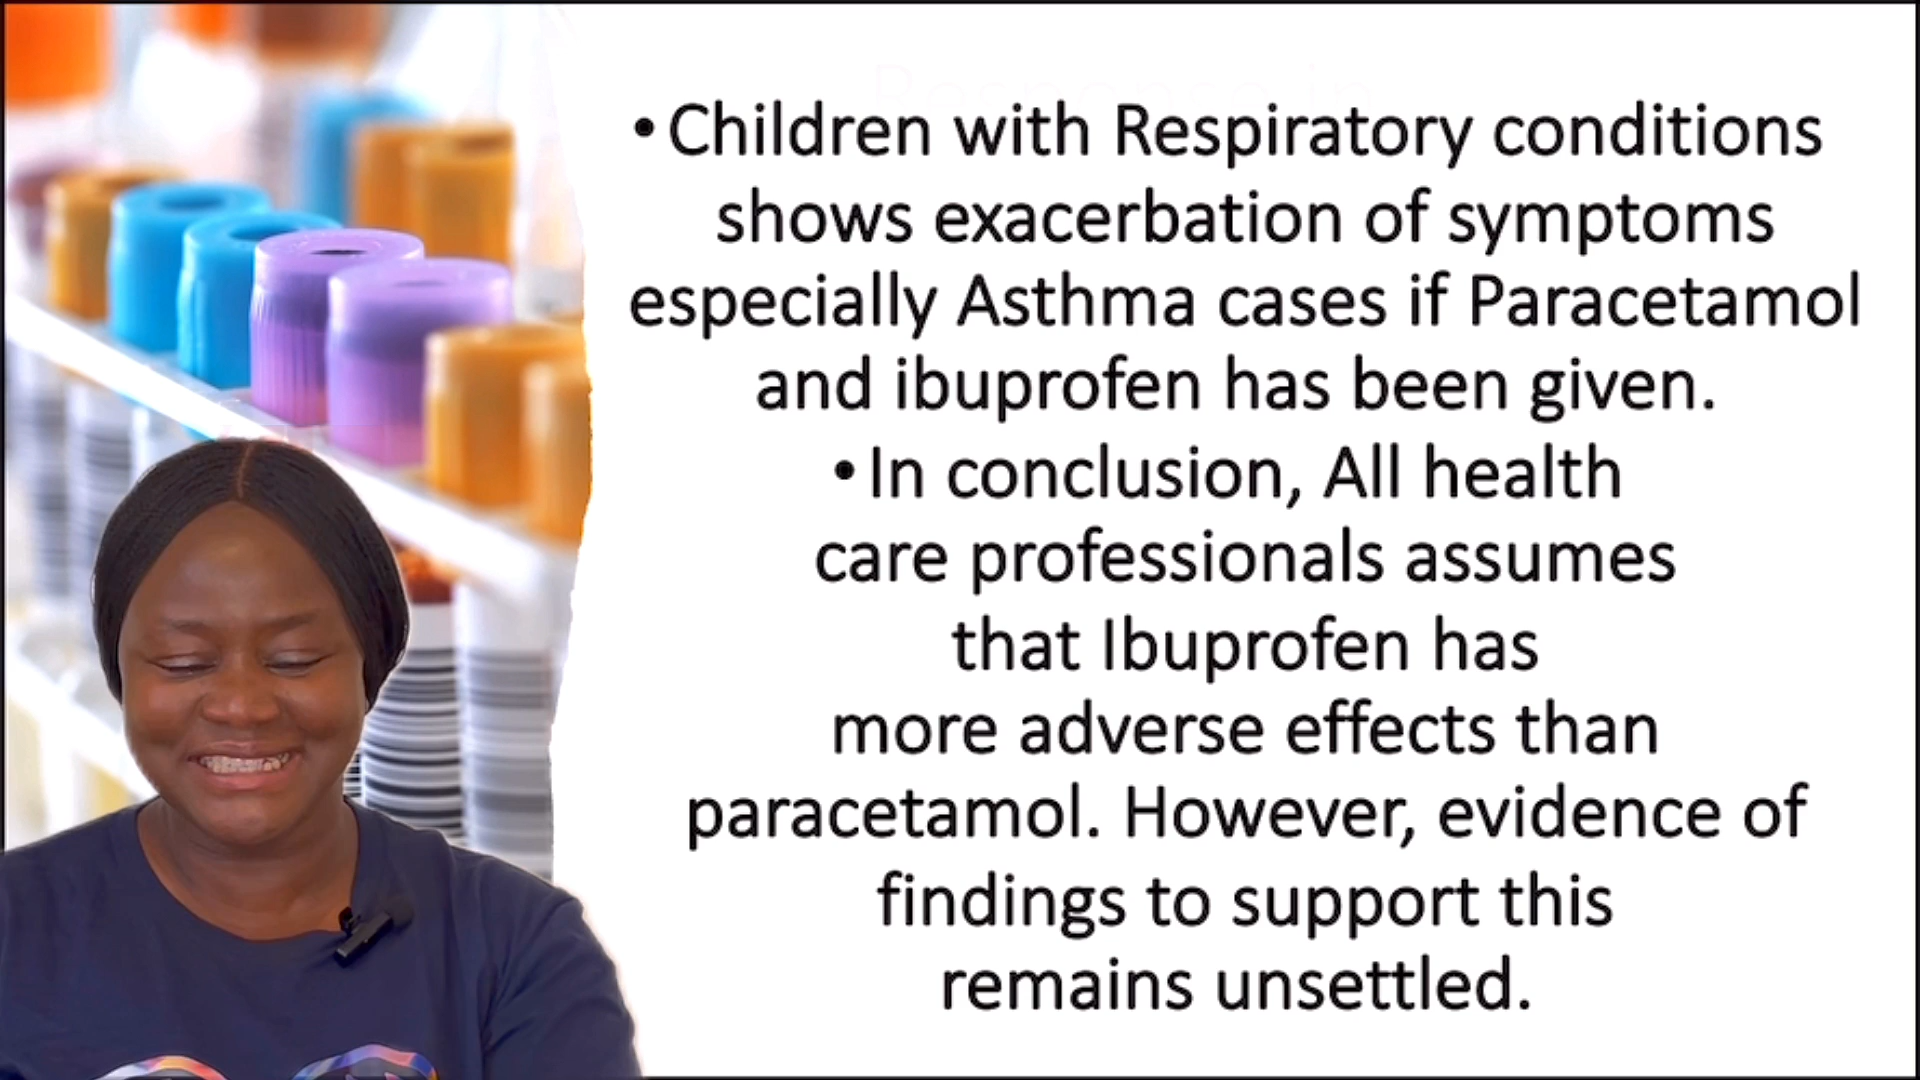 • Children with Respiratory conditions
shows exacerbation of symptoms
especially Asthma cases if Paracetamol
and ibuprofen has been given.
• In conclusion, All health
care professionals assumes
that Ibuprofen has
more adverse effects than
paracetamol. However, evidence of
findings to support this
remains unsettled.